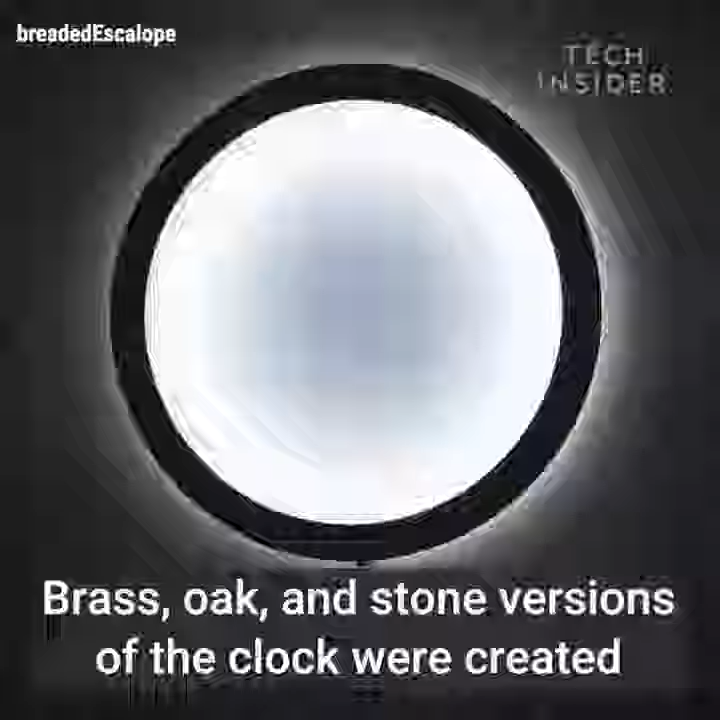 breadedEscalope
TECH
INSIDER
Brass, oak, and stone versions
of the clock were created